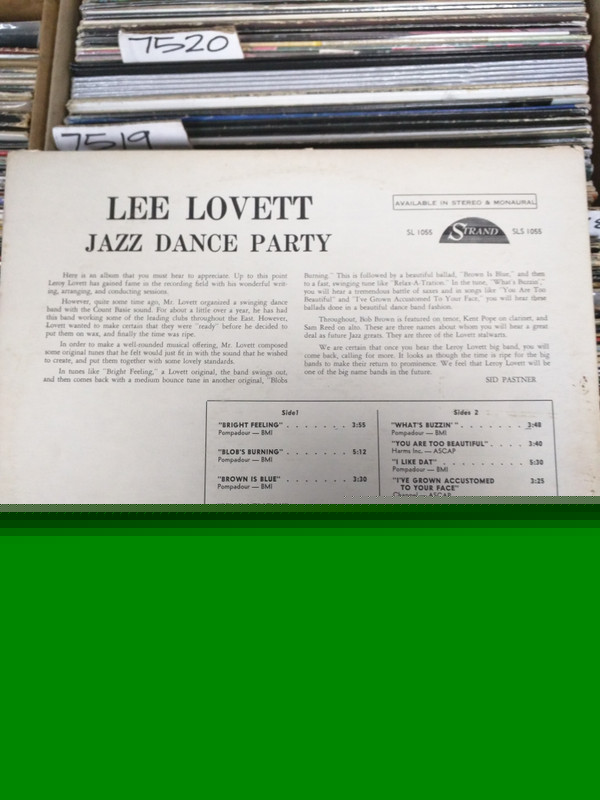 7520
7519
LEE LOVETT
JAZZ DANCE PARTY
AVAILABLE IN STEREO & MONAURAL
SL 1055 STRAND SLS 1055
Here is an album that you must hear to appreciate. Up to this point
Leroy Lovett has gained fame in the recording field with his wonderful writ-
ing, arranging, and conducting sessions.
However, quite some time ago, Mr. Lovett organized a swinging dance
band with the Count Basie sound. For about a little over a year, he has had
this band working some of the leading clubs throughout the East. However,
Lovett wanted to make certain that they were "ready" before he decided to
put them on wax, and finally the time was ripe.
In order to make a well-rounded musical offering, Mr. Lovett composed
some original tunes that he felt would just fit in with the sound that he wished
to create, and put them together with some lovely standards.
In tunes like "Bright Feeling," a Lovett original, the band swings out,
and then comes back with a medium bounce tune in another original, "Blobs
Burning." This is followed by a beautiful ballad, "Brown Is Blue," and then
to a fast, swinging tune like "Relax-A-Tration." In the tune, "What's Buzzin',"
you will hear a tremendous battle of saxes and in songs like "You Are Too
Beautiful" and "I've Grown Accustomed To Your Face," you will hear these
ballads done in a beautiful dance band fashion.
Throughout, Bob Brown is featured on tenor, Kent Pope on clarinet, and
Sam Reed on alto. These are three names about whom you will hear a great
deal as future Jazz greats. They are three of the Lovett stalwarts.
We are certain that once you hear the Leroy Lovett big band, you will
come back, calling for more. It looks as though the time is ripe for the big
bands to make their return to prominence. We feel that Leroy Lovett will be
one of the big name bands in the future.
SID PASTNER
Side1
"BRIGHT FEELING" . . . . . . . 3:55
Pompadour — BMI
"BLOB'S BURNING" . . . . . . . 5:12
Pompadour — BMI
"BROWN IS BLUE" . . . . . . . 3:30
Pompadour — BMI
Sides 2
"WHAT'S BUZZIN' " . . . . . . . 3:48
Pompadour — BMI
"YOU ARE TOO BEAUTIFUL" . . . . 3:40
Harms Inc. — ASCAP
"I LIKE DAT" . . . . . . . . 5:30
Pompadour — BMI
"I'VE GROWN ACCUSTOMED 3:25
TO YOUR FACE"
Channel — ASCAP